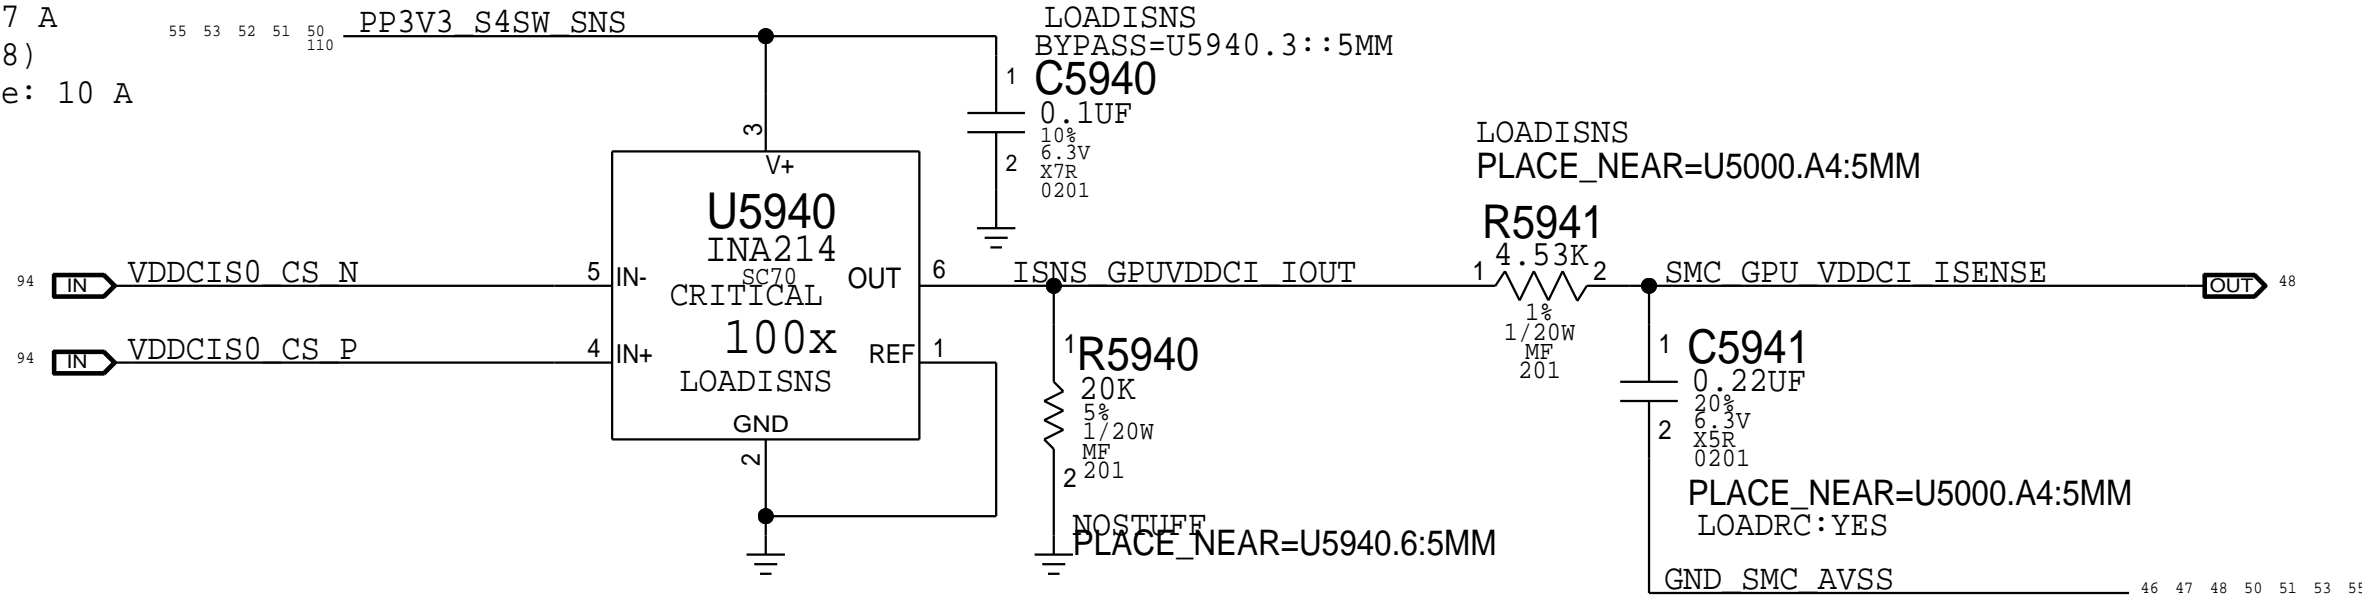 7 A
8)
e: 10 A
55 53 52 51 50
110
PP3V3_S4SW_SNS
LOADISNS
BYPASS=U5940.3::5MM
1
C5940
0.1UF
10%
6.3V
2
X7R
0201
3
V+
U5940
INA214
SC70
CRITICAL
100x
LOADISNS
GND
2
94 IN VDDCIS0_CS_N 5 IN-
94 IN VDDCIS0_CS_P 4 IN+
OUT 6 ISNS_GPUVDDCI_IOUT
REF 1
1
R5940
20K
5%
1/20W
MF
201
2
NOSTUFF
PLACE_NEAR=U5940.6:5MM
LOADISNS
PLACE_NEAR=U5000.A4:5MM
R5941
4.53K
1 2
1%
1/20W
MF
201
SMC_GPU_VDDCI_ISENSE OUT 48
1
C5941
0.22UF
20%
6.3V
2
X5R
0201
PLACE_NEAR=U5000.A4:5MM
LOADRC:YES
GND_SMC_AVSS 46 47 48 50 51 53 55